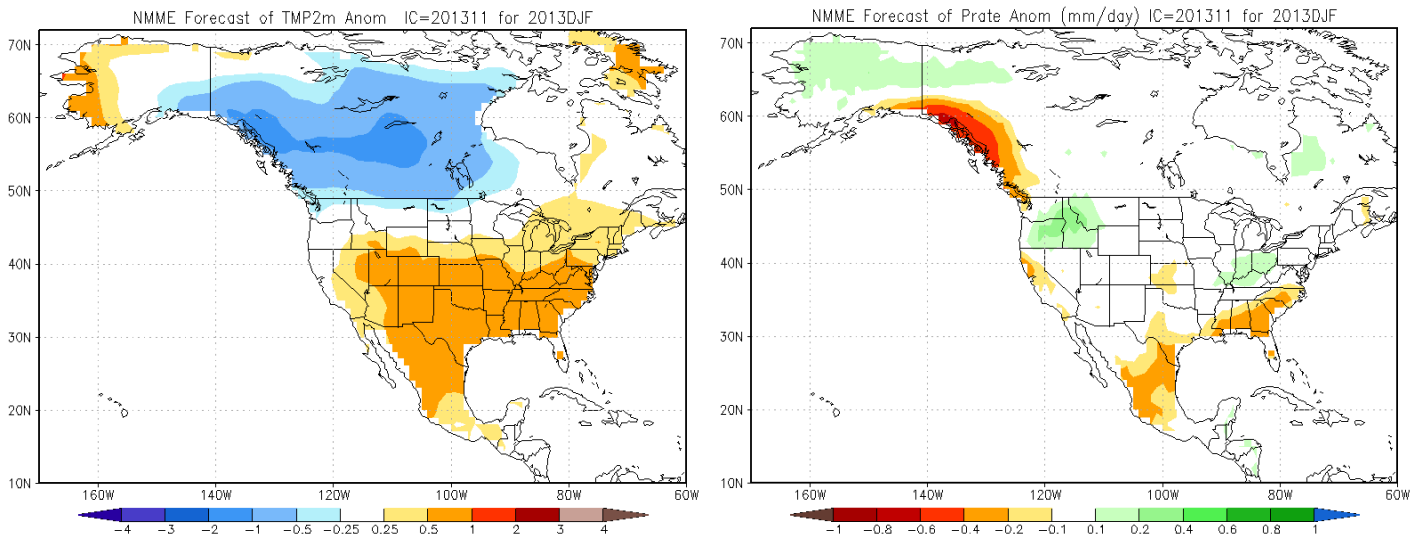 NMME Forecast of TMP2m Anom IC=201311 for 2013DJF
70N
60N
50N
40N
30N
20N
10N
160W 140W 120W 100W 80W 60W
-4 -3 -2 -1 -0.5 -0.25 0.25 0.5 1 2 3 4
NMME Forecast of Prate Anom (mm/day) IC=201311 for 2013DJF
70N
60N
50N
40N
30N
20N
10N
160W 140W 120W 100W 80W 60W
-1 -0.8 -0.6 -0.4 -0.2 -0.1 0.1 0.2 0.4 0.6 0.8 1